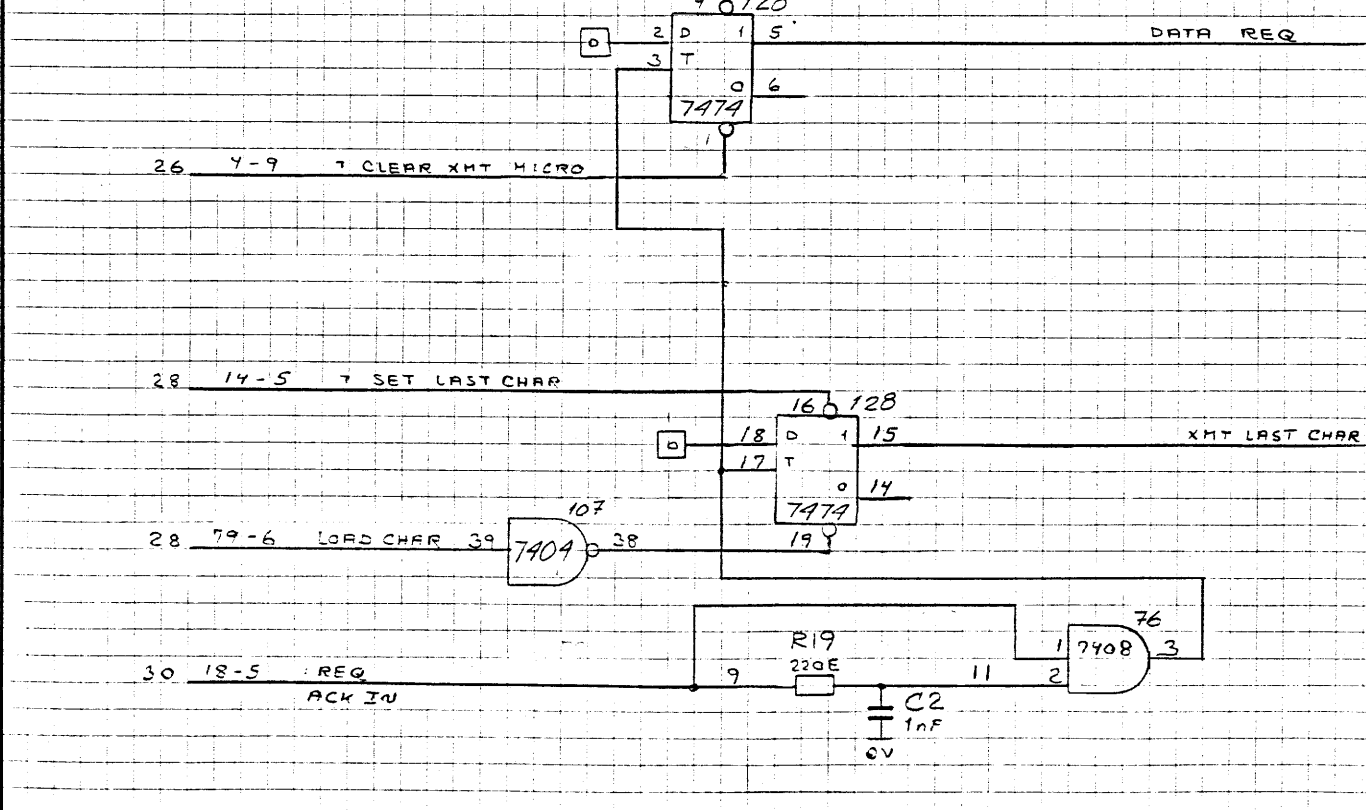 2 D 1 5 DATA REQ
3 T
0 6
7474
1
26 4-9 ¬ CLEAR XMT MICRO
28 14-5 ¬ SET LAST CHAR
16 128
18 D 1 15 XMT LAST CHAR
17 T
0 14
7474
107
28 79-6 LOAD CHAR 39 7404 38 19
76
R19 1 7408 3
220E
30 18-5 REQ 9 11 2
ACK IN
C2
1nF
0V